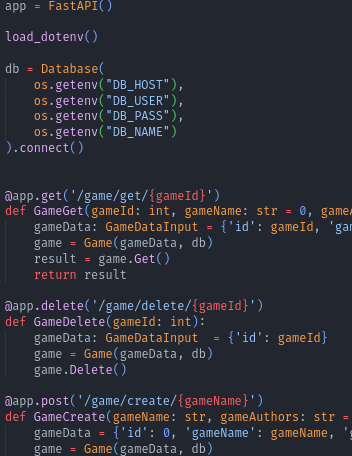 app = FastAPI()
load_dotenv()
db = Database(
os.getenv("DB_HOST"),
os.getenv("DB_USER"),
os.getenv("DB_PASS"),
os.getenv("DB_NAME")
).connect()
@app.get('/game/get/{gameId}')
def GameGet(gameId: int, gameName: str = 0, gameA
gameData: GameDataInput = {'id': gameId, 'gam
game = Game(gameData, db)
result = game.Get()
return result
@app.delete('/game/delete/{gameId}')
def GameDelete(gameId: int):
gameData: GameDataInput  = {'id': gameId}
game = Game(gameData, db)
game.Delete()
@app.post('/game/create/{gameName}')
def GameCreate(gameName: str, gameAuthors: str =
gameData = {'id': 0, 'gameName': gameName, 'g
game = Game(gameData, db)